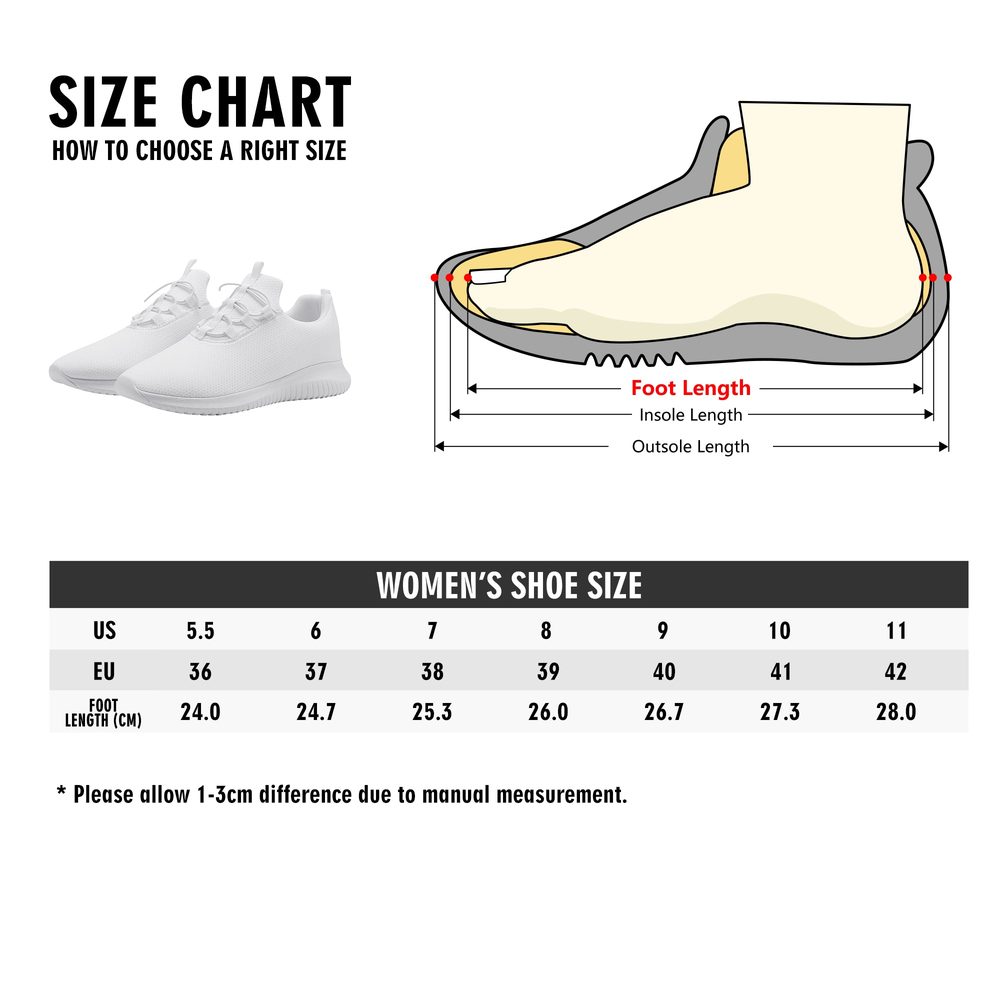 SIZE CHART
HOW TO CHOOSE A RIGHT SIZE
Foot Length
Insole Length
Outsole Length
WOMEN'S SHOE SIZE
US 5.5 6 7 8 9 10 11
EU 36 37 38 39 40 41 42
FOOT LENGTH (CM) 24.0 24.7 25.3 26.0 26.7 27.3 28.0
* Please allow 1-3cm difference due to manual measurement.